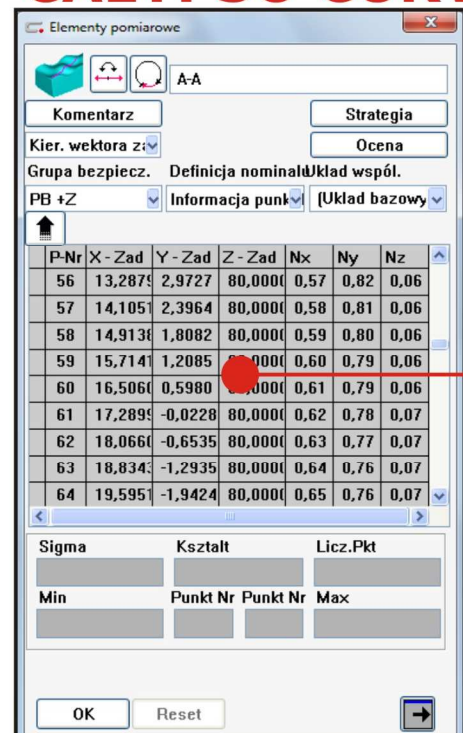 Elementy pomiarowe
A-A
Komentarz Strategia
Kier. wektora za Ocena
Grupa bezpiecz. Definicja nominalu Układ współ.
PB +Z Informacja punk (Układ bazowy
P-Nr X - Zad Y - Zad Z - Zad Nx Ny Nz
56 13,2879 2,9727 80,0000 0,57 0,82 0,06
57 14,1051 2,3964 80,0000 0,58 0,81 0,06
58 14,9138 1,8082 80,0000 0,59 0,80 0,06
59 15,7141 1,2085 0,60 0,79 0,06
60 16,5060 0,5980 0,61 0,79 0,06
61 17,2899 -0,0228 80,0000 0,62 0,78 0,07
62 18,0660 -0,6535 80,0000 0,63 0,77 0,07
63 18,8343 -1,2935 80,0000 0,64 0,76 0,07
64 19,5951 -1,9424 80,0000 0,65 0,76 0,07
Sigma Kształt Licz.Pkt
Min Punkt Nr Punkt Nr Max
OK Reset